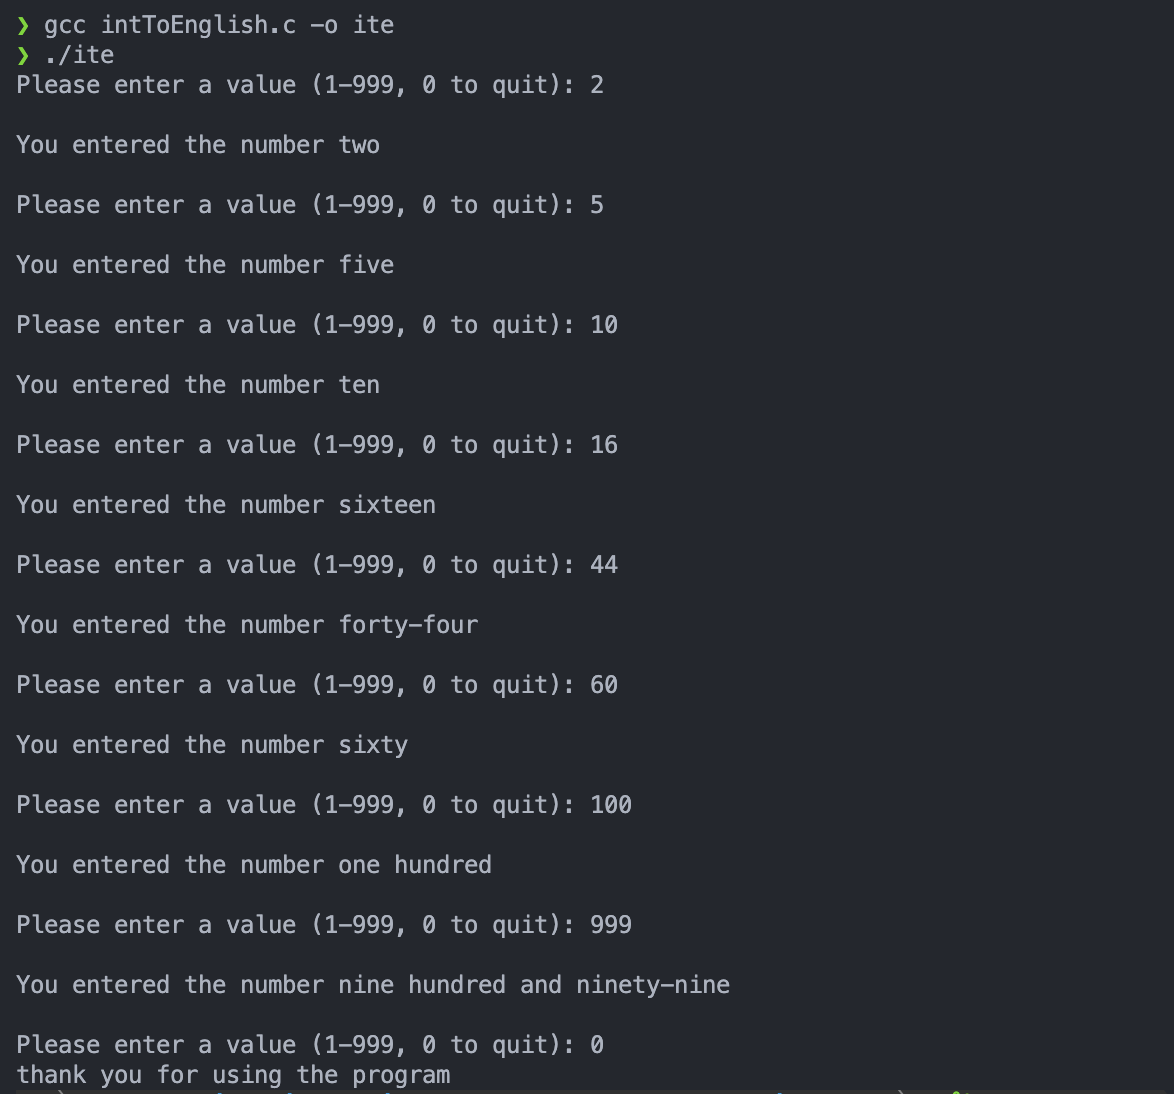 ❯ gcc intToEnglish.c -o ite
❯ ./ite
Please enter a value (1-999, 0 to quit): 2
You entered the number two
Please enter a value (1-999, 0 to quit): 5
You entered the number five
Please enter a value (1-999, 0 to quit): 10
You entered the number ten
Please enter a value (1-999, 0 to quit): 16
You entered the number sixteen
Please enter a value (1-999, 0 to quit): 44
You entered the number forty-four
Please enter a value (1-999, 0 to quit): 60
You entered the number sixty
Please enter a value (1-999, 0 to quit): 100
You entered the number one hundred
Please enter a value (1-999, 0 to quit): 999
You entered the number nine hundred and ninety-nine
Please enter a value (1-999, 0 to quit): 0
thank you for using the program